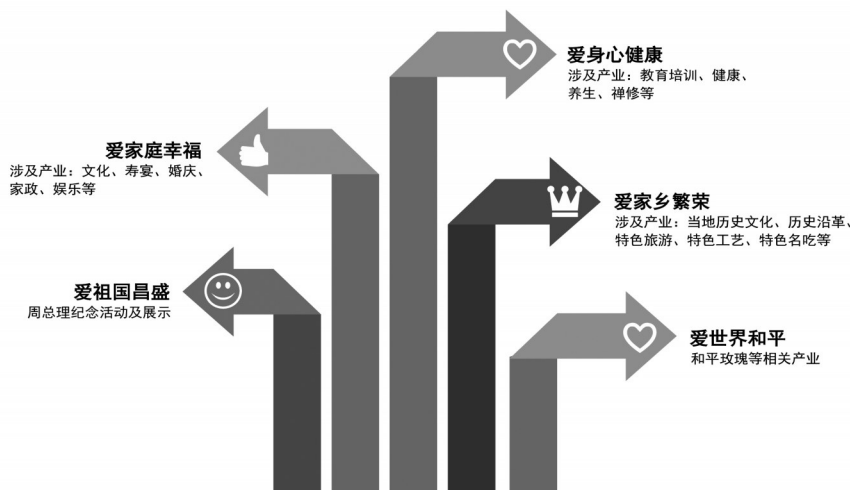 爱身心健康
涉及产业：教育培训、健康、
养生、禅修等
爱家庭幸福
涉及产业：文化、寿宴、婚庆、
家政、娱乐等
爱家乡繁荣
涉及产业：当地历史文化、历史沿革、
特色旅游、特色工艺、特色名吃等
爱祖国昌盛
周总理纪念活动及展示
爱世界和平
和平玫瑰等相关产业